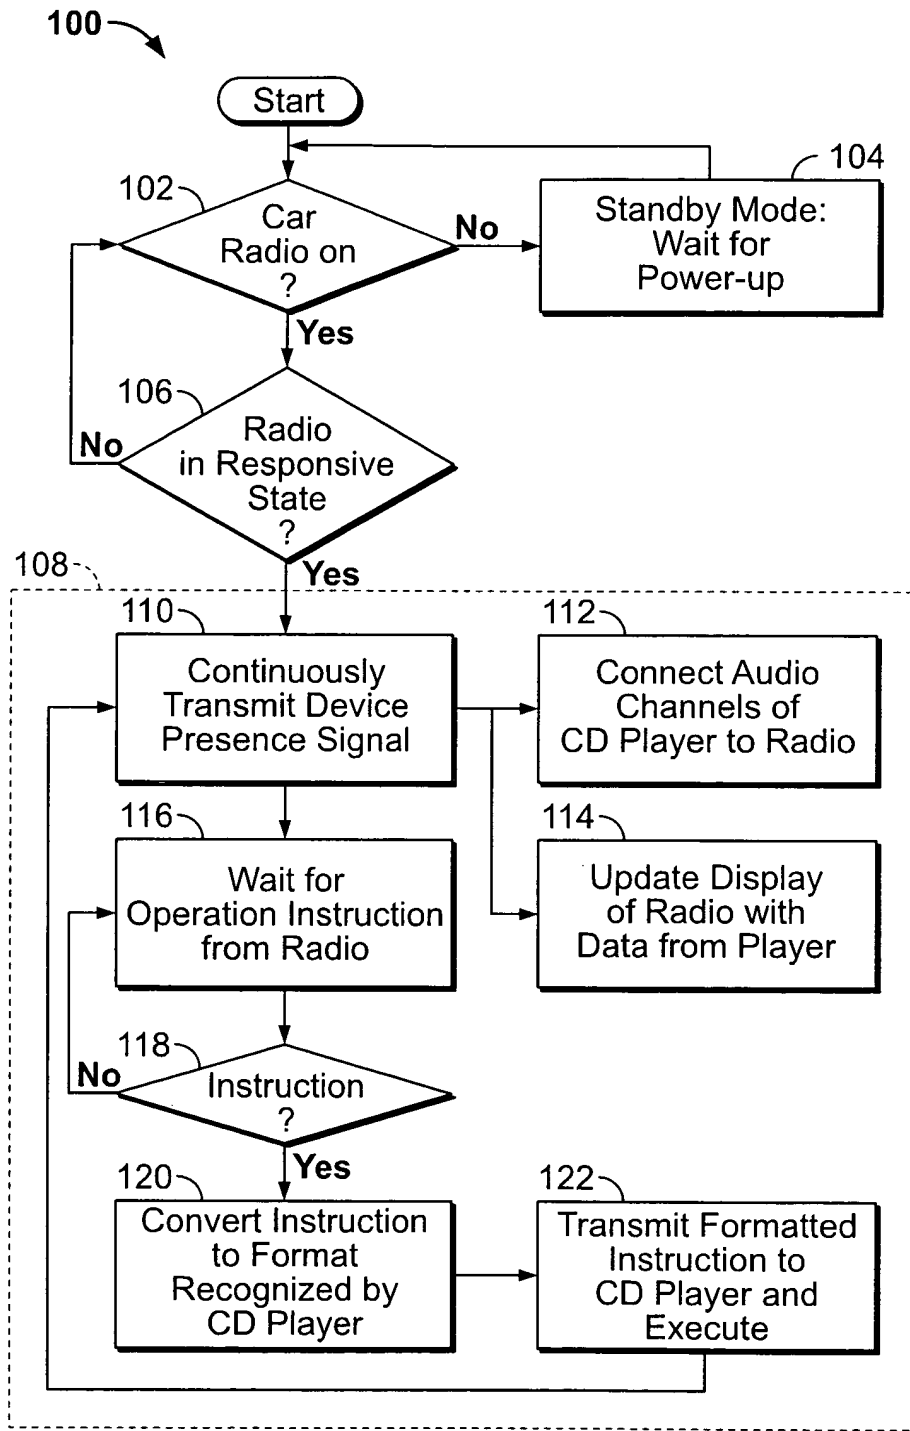 100
Start
102
Car
Radio on
?
No
104
Standby Mode:
Wait for
Power-up
Yes
106
Radio
in Responsive
State
?
No
Yes
108
110
Continuously
Transmit Device
Presence Signal
112
Connect Audio
Channels of
CD Player to Radio
116
Wait for
Operation Instruction
from Radio
114
Update Display
of Radio with
Data from Player
118
Instruction
?
No
Yes
120
Convert Instruction
to Format
Recognized by
CD Player
122
Transmit Formatted
Instruction to
CD Player and
Execute